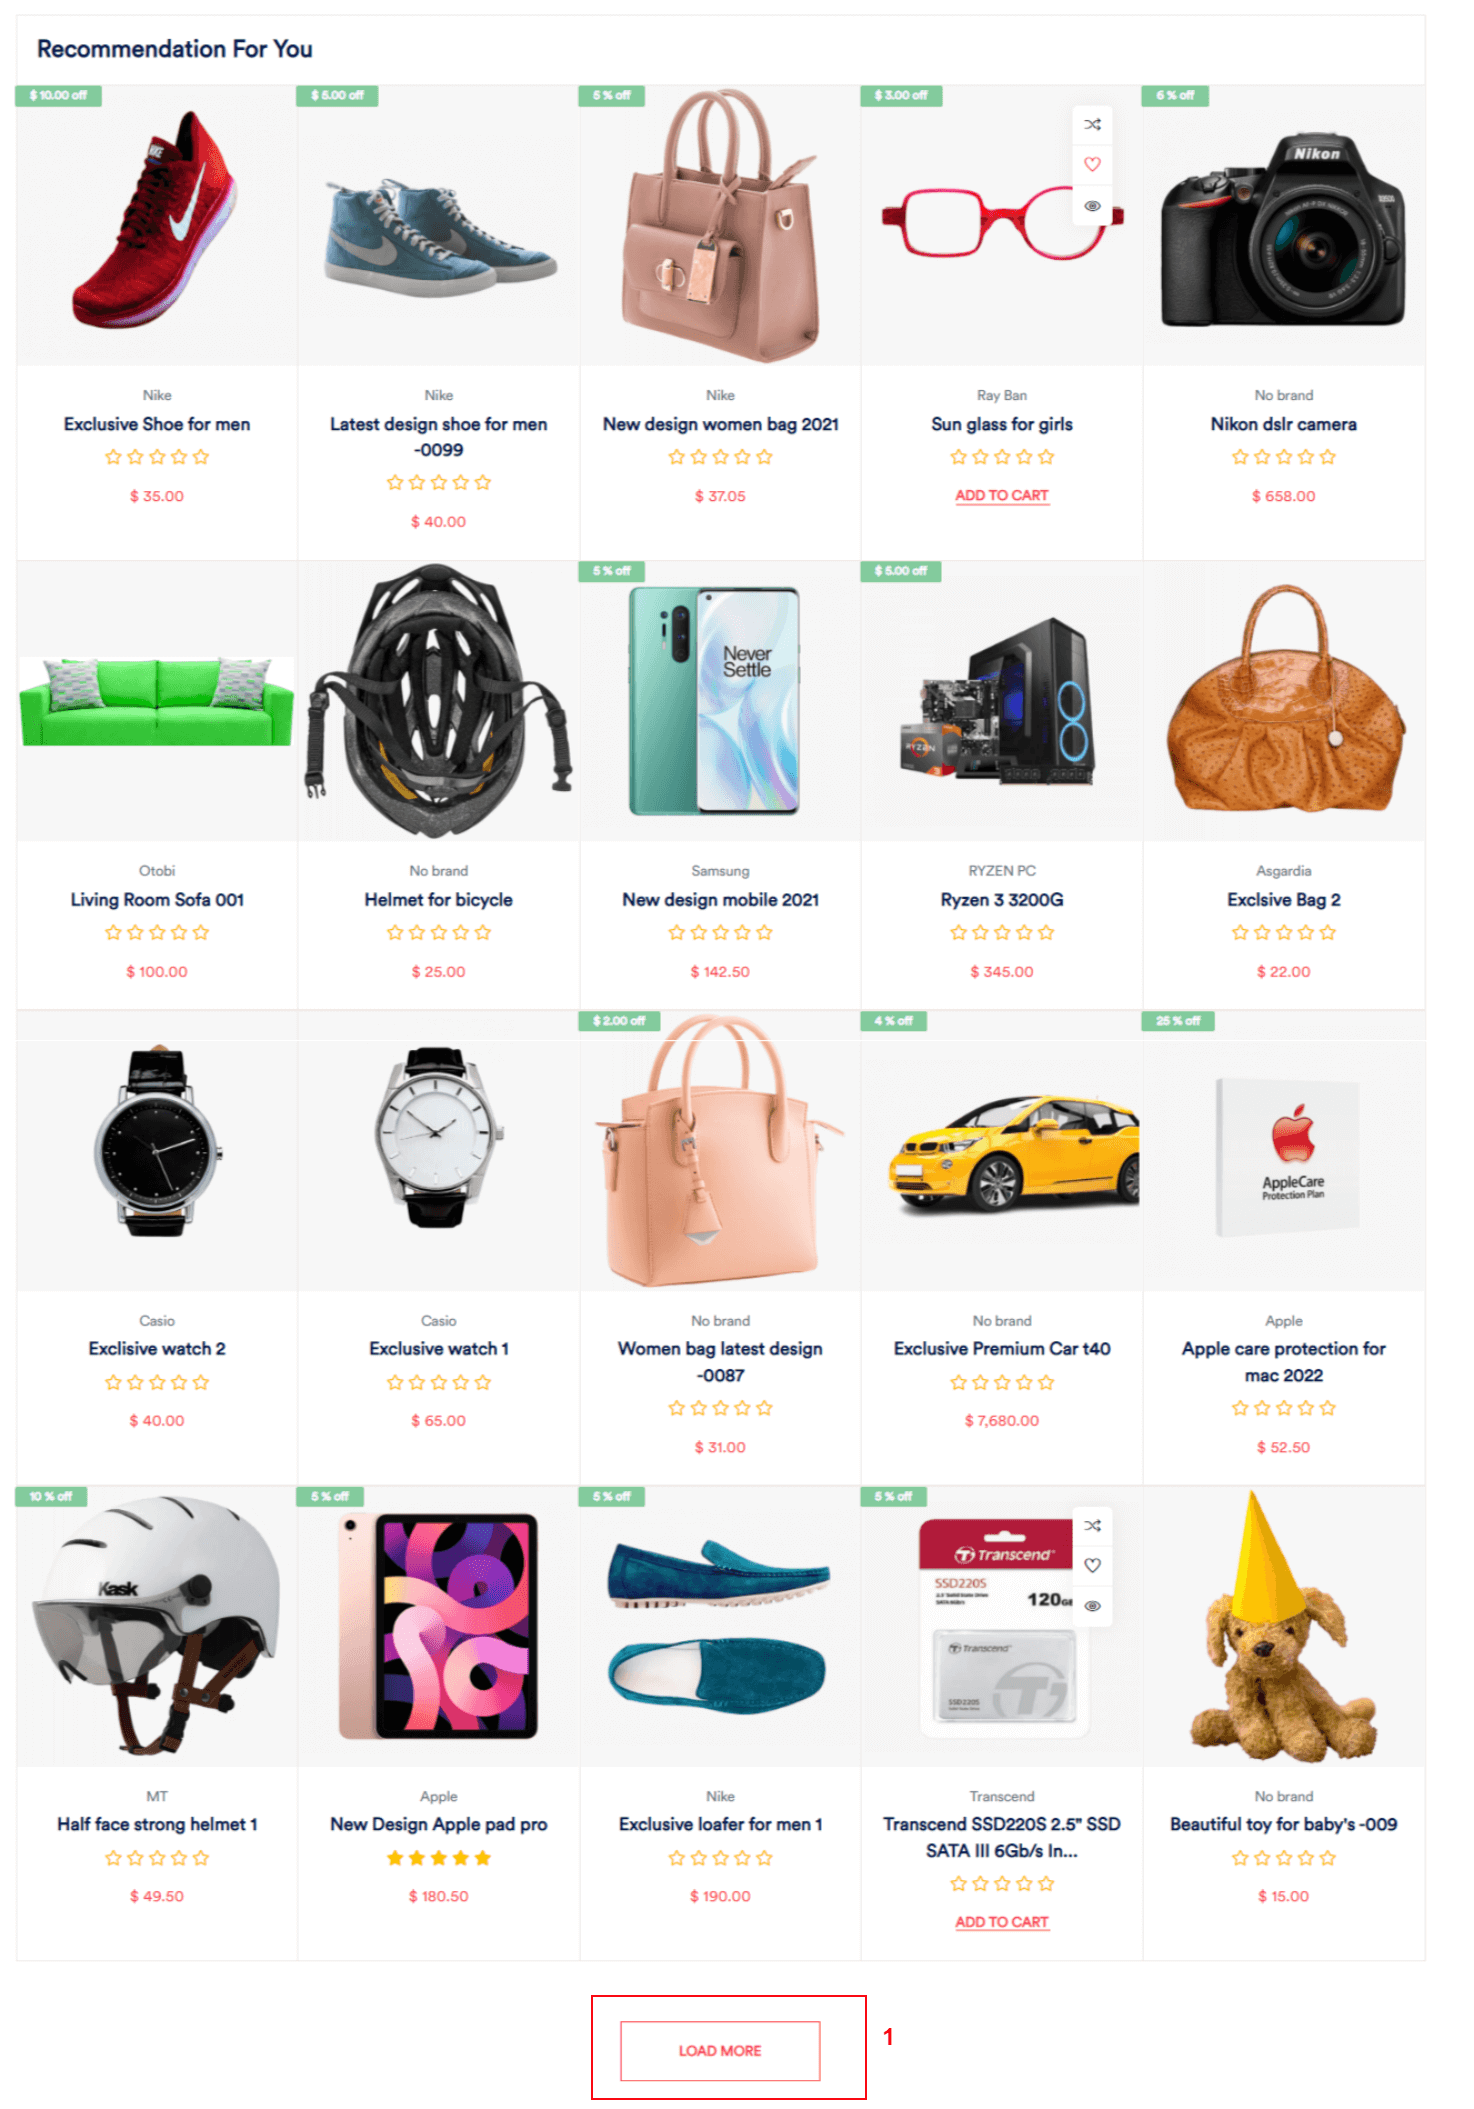 Recommendation For You
$ 10.00 off
$ 5.00 off
5 % off
$ 3.00 off
6 % off
NIKE
Nikon
Nike
Nike
Nike
Ray Ban
No brand
Exclusive Shoe for men
Latest design shoe for men
-0099
New design women bag 2021
Sun glass for girls
Nikon dslr camera
$ 35.00
$ 40.00
$ 37.05
ADD TO CART
$ 658.00
5 % off
$ 5.00 off
Never
Settle
RYZEN
Otobi
No brand
Samsung
RYZEN PC
Asgardia
Living Room Sofa 001
Helmet for bicycle
New design mobile 2021
Ryzen 3 3200G
Exclsive Bag 2
$ 100.00
$ 25.00
$ 142.50
$ 345.00
$ 22.00
$ 2.00 off
4 % off
25 % off
AppleCare
Protection Plan
Casio
Casio
No brand
No brand
Apple
Exclisive watch 2
Exclusive watch 1
Women bag latest design
-0087
Exclusive Premium Car t40
Apple care protection for
mac 2022
$ 40.00
$ 65.00
$ 31.00
$ 7,680.00
$ 52.50
10 % off
5 % off
5 % off
5 % off
Kask
Transcend
SSD220S
120GB
Transcend
SSD220S
MT
Apple
Nike
Transcend
No brand
Half face strong helmet 1
New Design Apple pad pro
Exclusive loafer for men 1
Transcend SSD220S 2.5" SSD
SATA III 6Gb/s In...
Beautiful toy for baby's -009
$ 49.50
$ 180.50
$ 190.00
ADD TO CART
$ 15.00
LOAD MORE
1